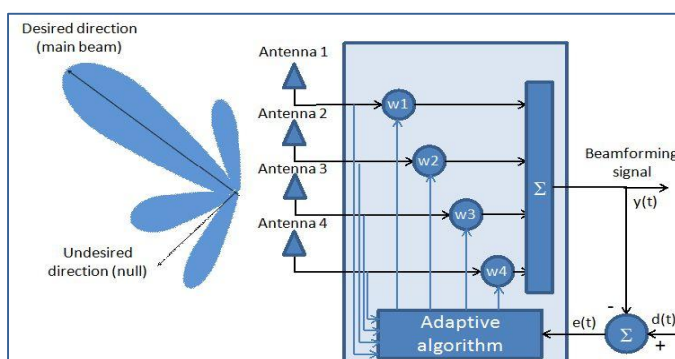 Desired direction
(main beam)
Undesired
direction (null)
Antenna 1
Antenna 2
Antenna 3
Antenna 4
w1
w2
w3
w4
Σ
Beamforming
signal
y(t)
-
Σ
d(t)
+
e(t)
Adaptive
algorithm